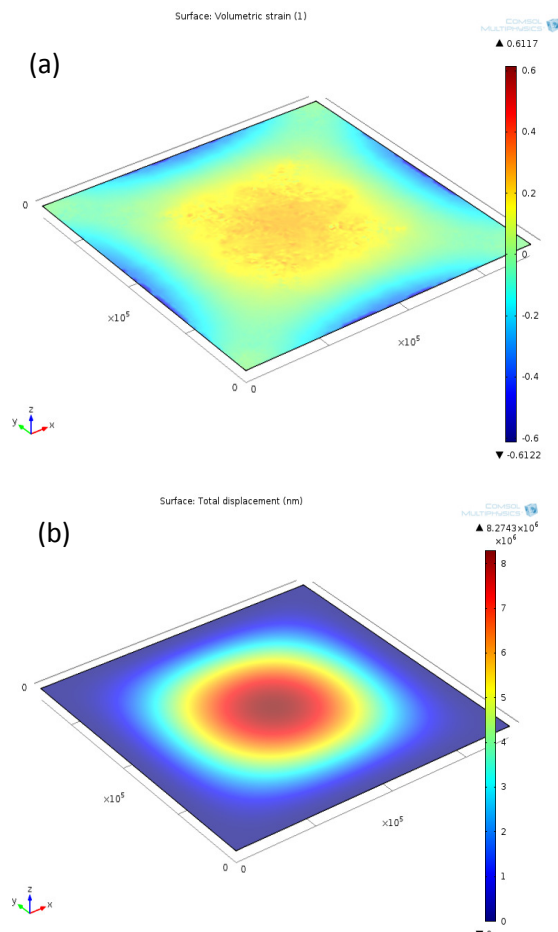 Surface: Volumetric strain (1)
COMSOL
MULTIPHYSICS
▲ 0.6117
(a)
0.6
0.4
0.2
0
0
-0.2
×10⁵
×10⁵
-0.4
0 0
-0.6
z
y x
▼ -0.6122
Surface: Total displacement (nm)
COMSOL
MULTIPHYSICS
(b)
▲ 8.2743×10⁶
×10⁶
8
7
0
6
5
4
×10⁵
×10⁵
3
2
0 0
1
z
y x
0